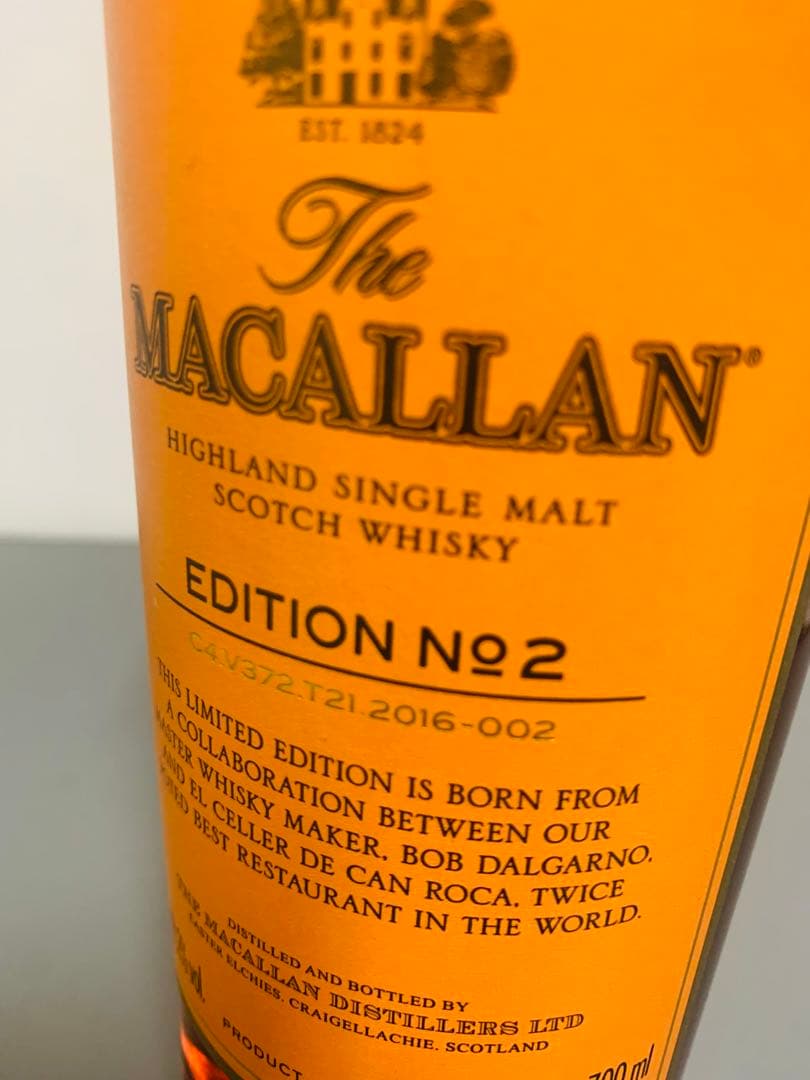 EST. 1824
The
MACALLAN®
HIGHLAND SINGLE MALT
SCOTCH WHISKY
EDITION Nº2
C4.V372.T21.2016-002
THIS LIMITED EDITION IS BORN FROM
A COLLABORATION BETWEEN OUR
MASTER WHISKY MAKER, BOB DALGARNO,
AND EL CELLER DE CAN ROCA, TWICE
VOTED BEST RESTAURANT IN THE WORLD.
DISTILLED AND BOTTLED BY
THE MACALLAN DISTILLERS LTD
EASTER ELCHIES, CRAIGELLACHIE, SCOTLAND
PRODUCT
700 ml